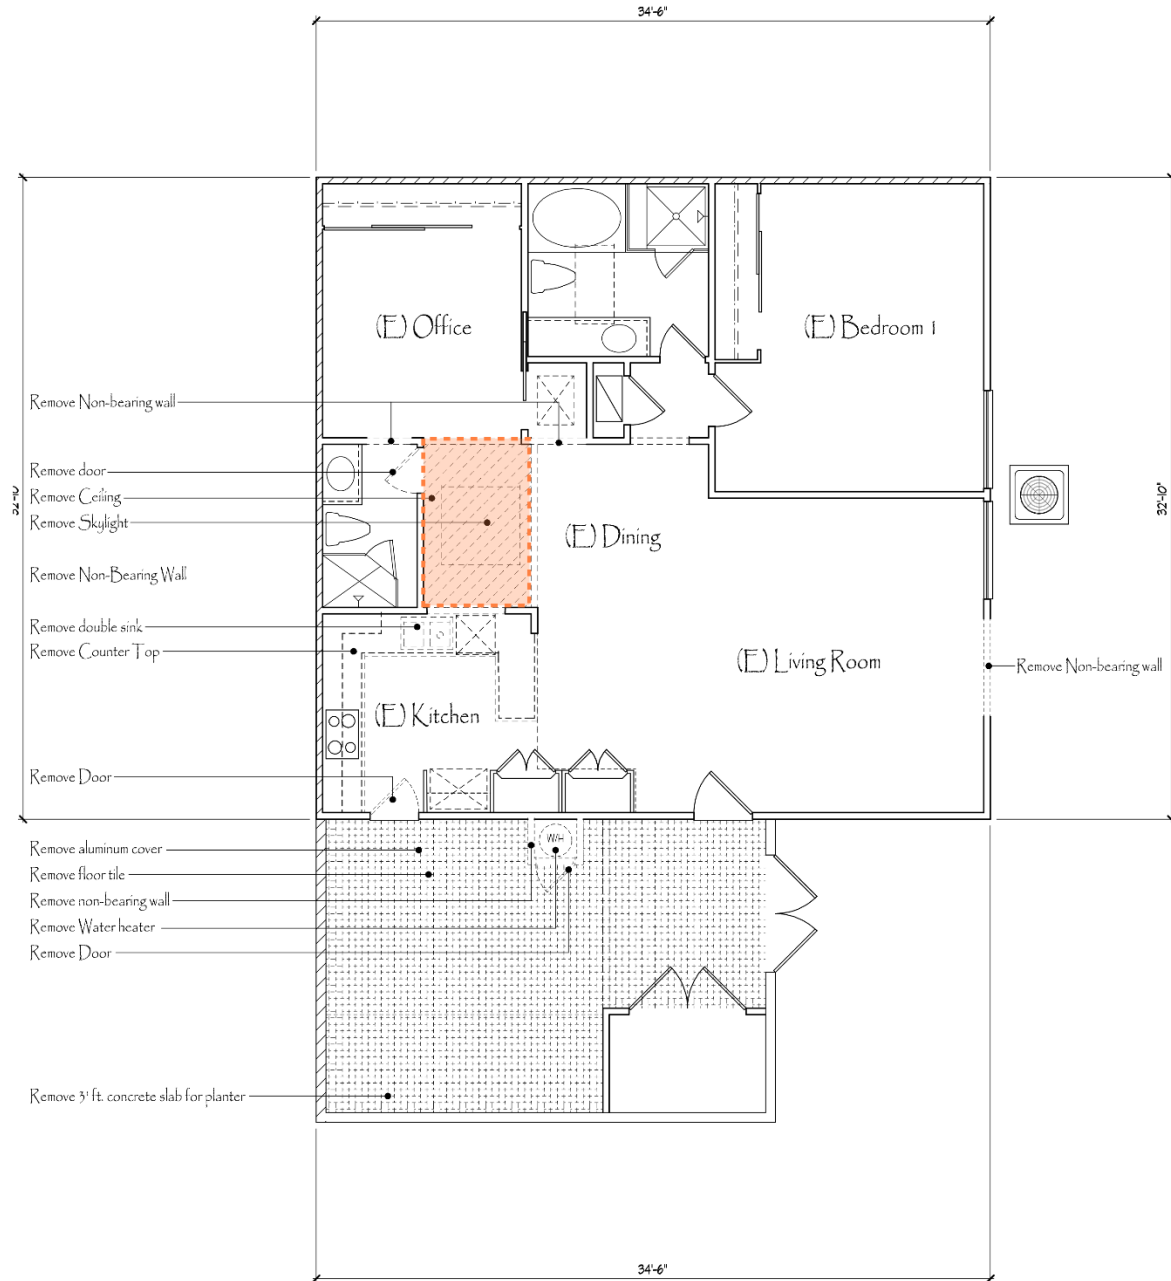 34'-6"
(E) Office
(E) Bedroom 1
Remove Non-bearing wall
Remove door
Remove Ceiling
32'-10"
Remove Skylight
(E) Dining
Remove Non-Bearing Wall
Remove double sink
Remove Counter Top
(E) Living Room
Remove Non-bearing wall
(E) Kitchen
Remove Door
W/H
Remove aluminum cover
Remove floor tile
Remove non-bearing wall
Remove Water heater
Remove Door
Remove 3' ft. concrete slab for planter
34'-6"